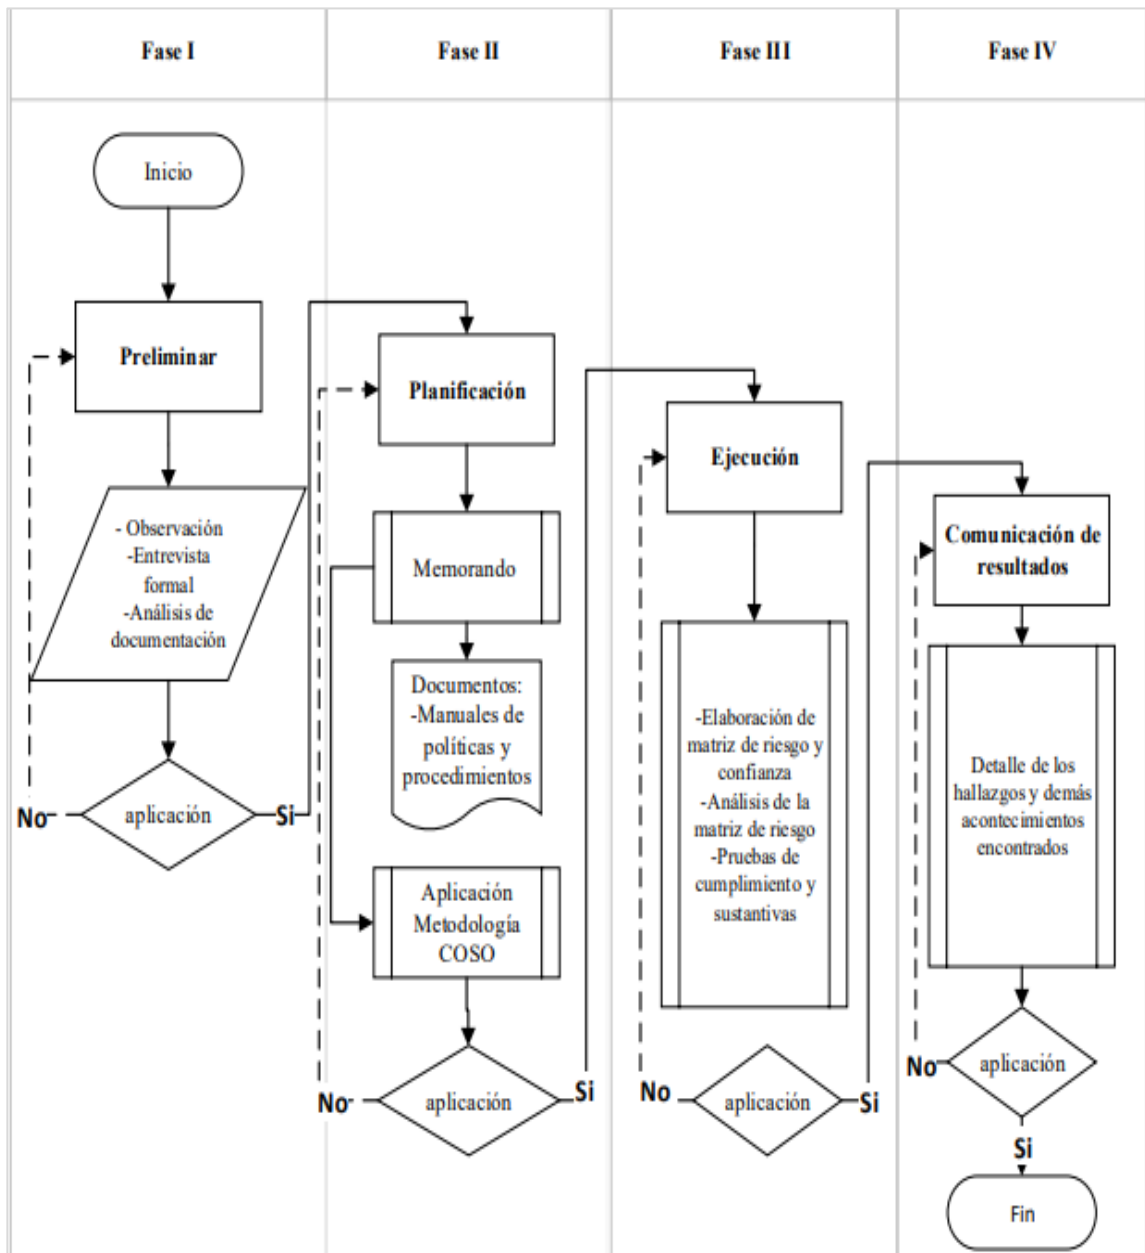 Fase I
Fase II
Fase III
Fase IV
Inicio
Preliminar
- Observación
-Entrevista
formal
-Análisis de
documentación
No
aplicación
Si
Planificación
Memorando
Documentos:
-Manuales de
políticas y
procedimientos
Aplicación
Metodología
COSO
No
aplicación
Si
Ejecución
-Elaboración de
matriz de riesgo y
confianza
-Análisis de la
matriz de riesgo
-Pruebas de
cumplimiento y
sustantivas
No
aplicación
Si
Comunicación de
resultados
Detalle de los
hallazgos y demás
acontecimientos
encontrados
No
aplicación
Si
Fin